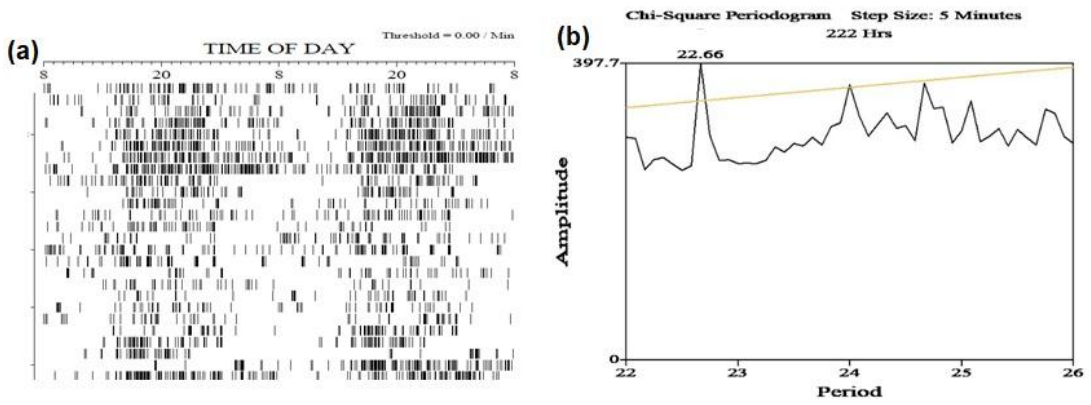 (a)
Threshold = 0.00 / Min
TIME OF DAY
8 20 8 20 8
(b)
Chi-Square Periodogram Step Size: 5 Minutes
222 Hrs
397.7
22.66
Amplitude
0
22 23 24 25 26
Period